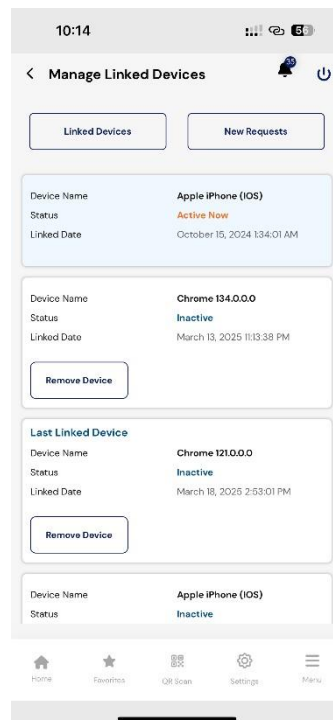 10:14
56
Manage Linked Devices
35
Linked Devices
New Requests
Device Name Apple iPhone (IOS)
Status Active Now
Linked Date October 15, 2024 1:34:01 AM
Device Name Chrome 134.0.0.0
Status Inactive
Linked Date March 13, 2025 11:13:38 PM
Remove Device
Last Linked Device
Device Name Chrome 121.0.0.0
Status Inactive
Linked Date March 18, 2025 2:53:01 PM
Remove Device
Device Name Apple iPhone (IOS)
Status Inactive
Home Favorites QR Scan Settings Menu